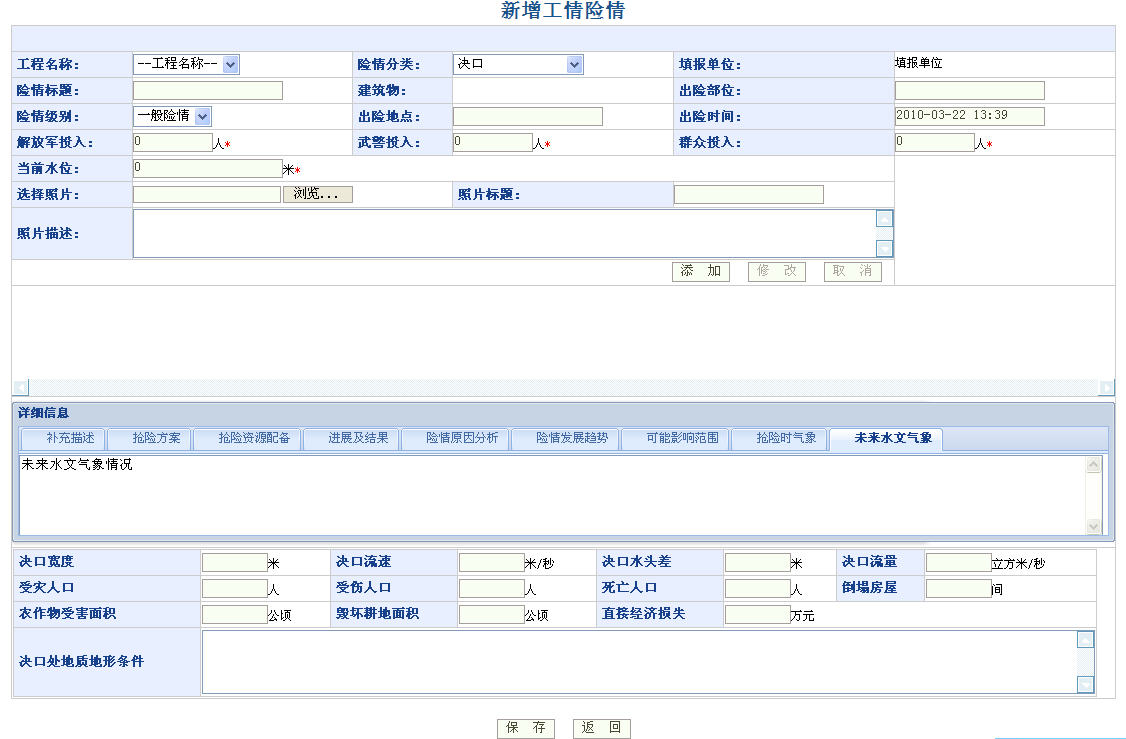 新增工情险情
工程名称： --工程名称-- 险情分类： 决口 填报单位： 填报单位
险情标题： 建筑物： 出险部位：
险情级别： 一般险情 出险地点： 出险时间： 2010-03-22 13:39
解放军投入： 0 人* 武警投入： 0 人* 群众投入： 0 人*
当前水位： 0 米*
选择照片： 浏览... 照片标题：
照片描述：
添 加 修 改 取 消
详细信息
补充描述 抢险方案 抢险资源配备 进展及结果 险情原因分析 险情发展趋势 可能影响范围 抢险时气象 未来水文气象
未来水文气象情况
决口宽度 米 决口流速 米/秒 决口水头差 米 决口流量 立方米/秒
受灾人口 人 受伤人口 人 死亡人口 人 倒塌房屋 间
农作物受害面积 公顷 毁坏耕地面积 公顷 直接经济损失 万元
决口处地质地形条件
保 存 返 回